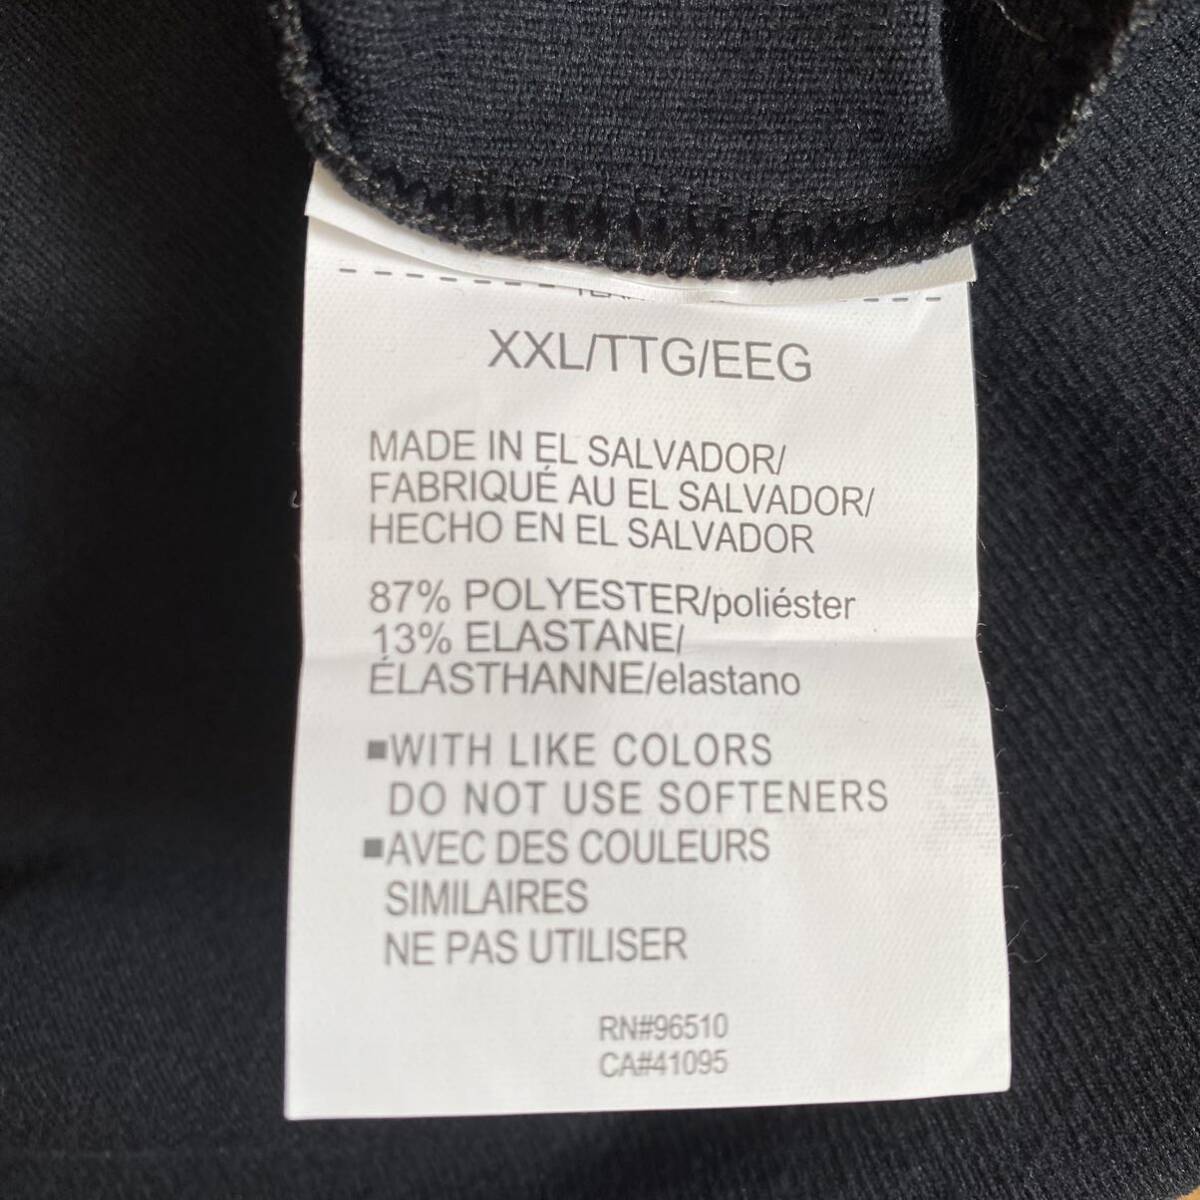 XXL/TTG/EEG
MADE IN EL SALVADOR/
FABRIQUÉ AU EL SALVADOR/
HECHO EN EL SALVADOR
87% POLYESTER/poliéster
13% ELASTANE/
ÉLASTHANNE/elastano
■WITH LIKE COLORS
DO NOT USE SOFTENERS
■AVEC DES COULEURS
SIMILAIRES
NE PAS UTILISER
RN#96510
CA#41095